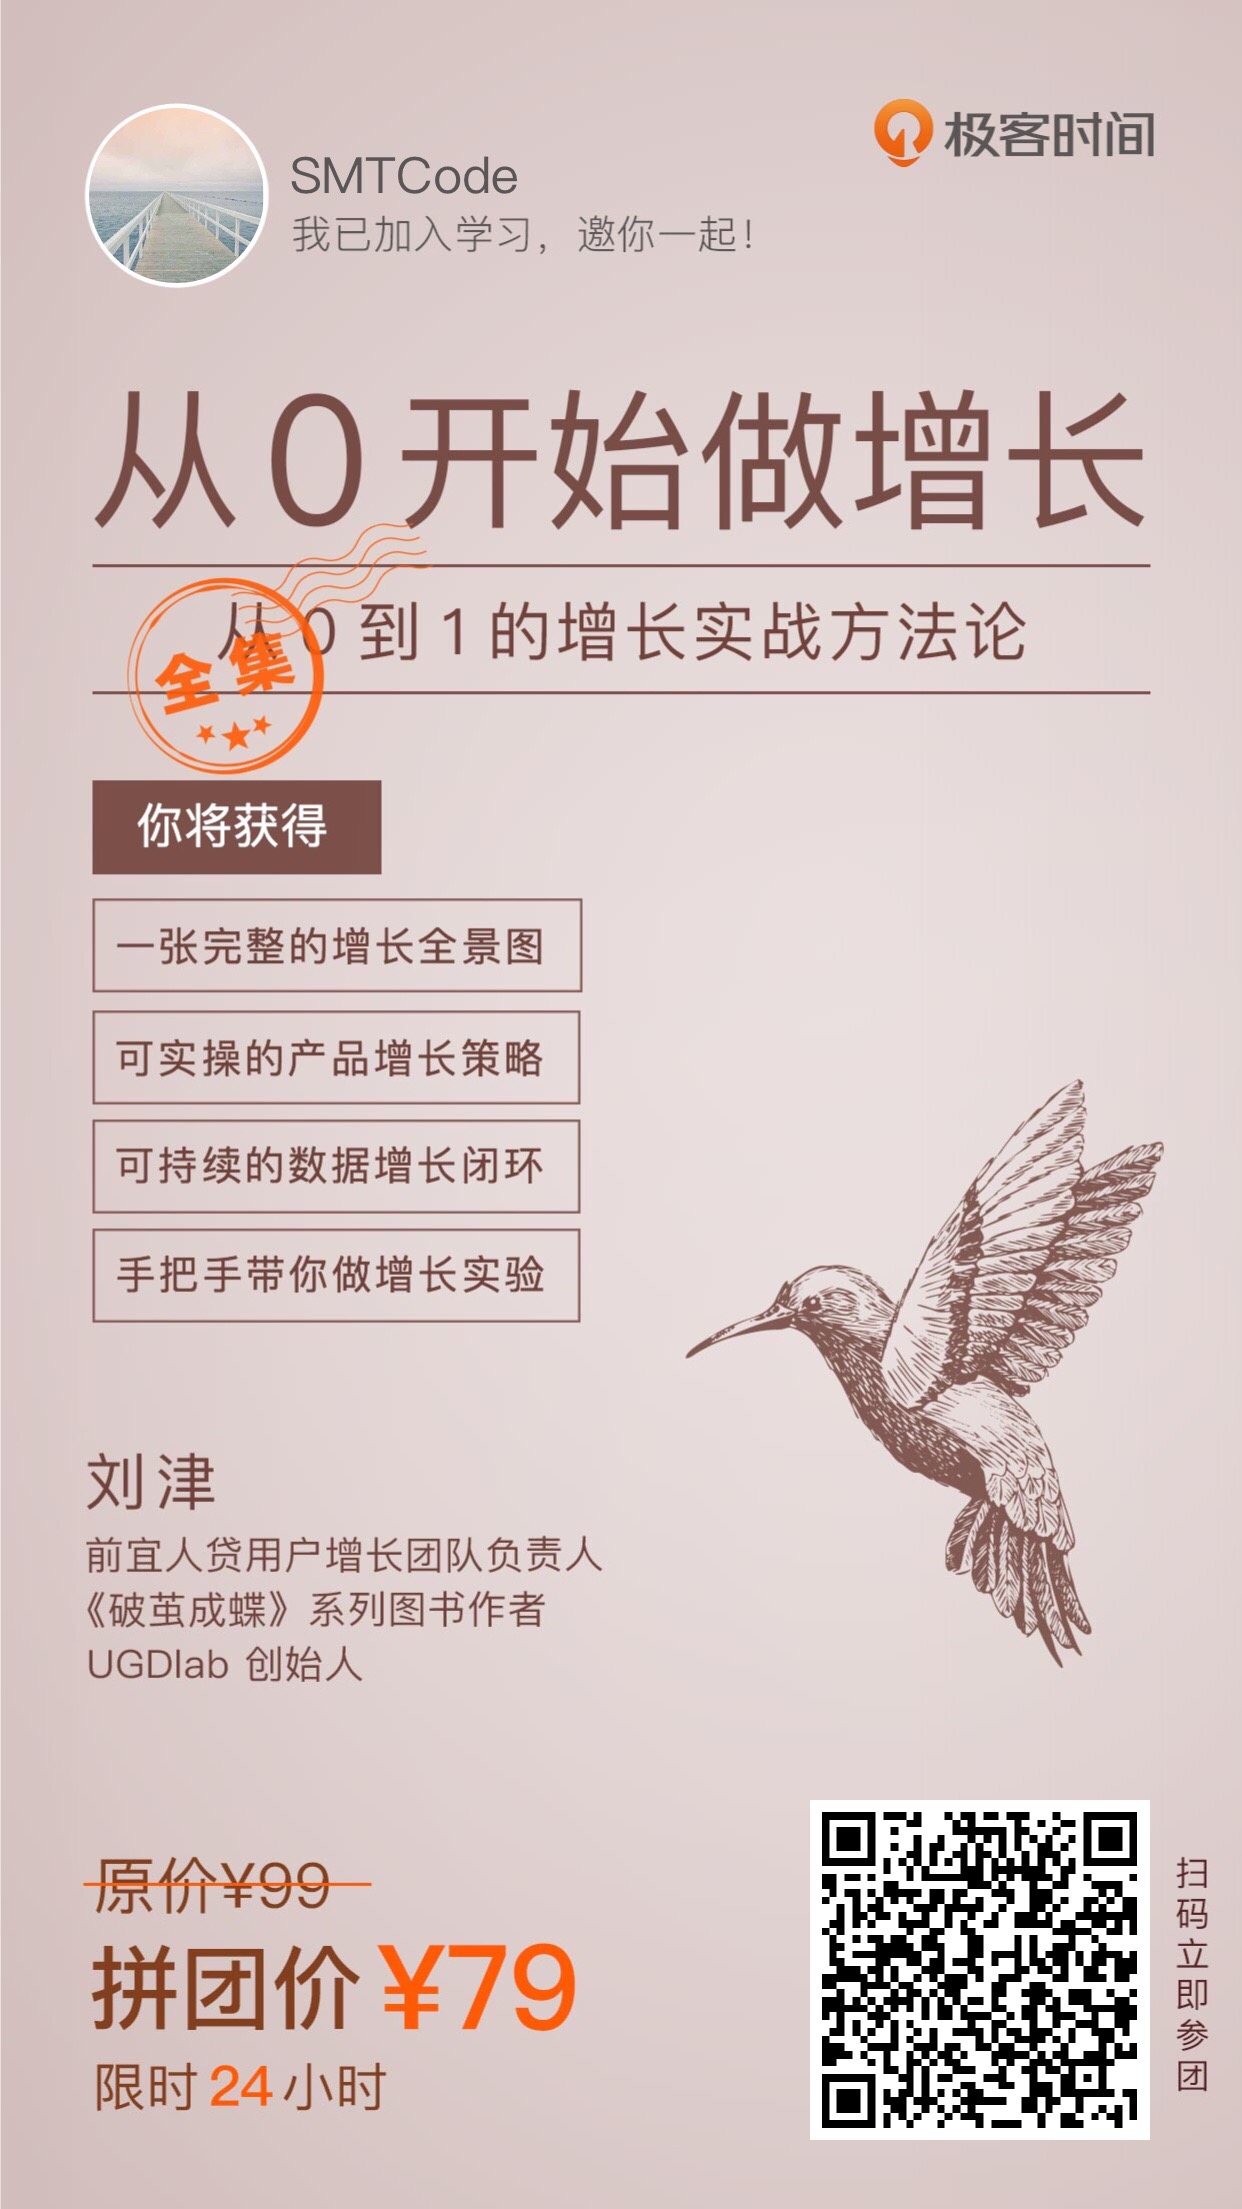 极客时间
SMTCode
我已加入学习，邀你一起！
从0开始做增长
从0到1的增长实战方法论
全集
你将获得
一张完整的增长全景图
可实操的产品增长策略
可持续的数据增长闭环
手把手带你做增长实验
刘津
前宜人贷用户增长团队负责人
《破茧成蝶》系列图书作者
UGDlab 创始人
原价¥99
拼团价¥79
限时24小时
扫码立即参团